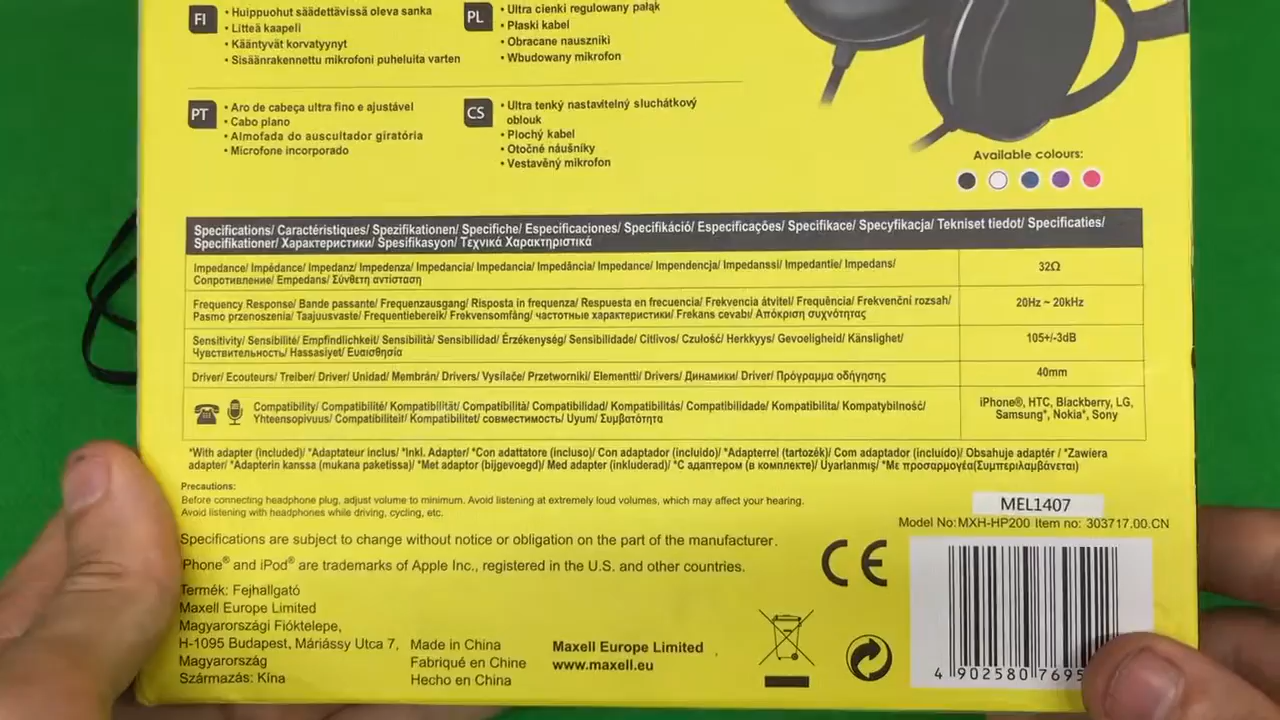 FI
• Huippuohut säädettävissä oleva sanka
• Litteä kaapeli
• Kääntyvät korvatyynyt
• Sisäänrakennettu mikrofoni puheluita varten
PL
• Ultra cienki regulowany pałąk
• Płaski kabel
• Obracane nauszniki
• Wbudowany mikrofon
PT
• Aro de cabeça ultra fino e ajustável
• Cabo plano
• Almofada do auscultador giratória
• Microfone incorporado
CS
• Ultra tenký nastavitelný sluchátkový
oblouk
• Plochý kabel
• Otočné náušníky
• Vestavěný mikrofon
Available colours:
Specifications/ Caractéristiques/ Spezifikationen/ Specifiche/ Especificaciones/ Specifikáció/ Especificações/ Specifikace/ Specyfikacja/ Tekniset tiedot/ Specificaties/
Specifikationer/ Характеристики/ Spesifikasyon/ Τεχνικά Χαρακτηριστικά
Impedance/ Impédance/ Impedanz/ Impedenza/ Impedancia/ Impedancia/ Impedância/ Impedance/ Impendencja/ Impedanssi/ Impedantie/ Impedans/
Сопротивление/ Empedans/ Σύνθετη αντίσταση
32Ω
Frequency Response/ Bande passante/ Frequenzausgang/ Risposta in frequenza/ Respuesta en frecuencia/ Frekvencia átvitel/ Frequência/ Frekvenční rozsah/
Pasmo przenoszenia/ Taajuusvaste/ Frequentiebereik/ Frekvensomfång/ частотные характеристики/ Frekans cevabı/ Απόκριση συχνότητας
20Hz ~ 20kHz
Sensitivity/ Sensibilité/ Empfindlichkeit/ Sensibilità/ Sensibilidad/ Érzékenység/ Sensibilidade/ Citlivos/ Czułość/ Herkkyys/ Gevoeligheid/ Känslighet/
Чувствительность/ Hassasiyet/ Ευαισθησία
105+/-3dB
Driver/ Ecouteurs/ Treiber/ Driver/ Unidad/ Membrán/ Drivers/ Vysílače/ Przetworniki/ Elementti/ Drivers/ Динамики/ Driver/ Πρόγραμμα οδήγησης
40mm
Compatibility/ Compatibilité/ Kompatibilität/ Compatibilità/ Compatibilidad/ Kompatibilitás/ Compatibilidade/ Kompatibilita/ Kompatybilność/
Yhteensopivuus/ Compatibiliteit/ Kompatibilitet/ совместимость/ Uyum/ Συμβατότητα
iPhone®, HTC, Blackberry, LG,
Samsung*, Nokia*, Sony
*With adapter (included)/ *Adaptateur inclus/ *Inkl. Adapter/ *Con adattatore (incluso)/ Con adaptador (incluido)/ *Adapterrel (tartozék)/ Com adaptador (incluído)/ Obsahuje adaptér / *Zawiera
adapter/ *Adapterin kanssa (mukana paketissa)/ *Met adaptor (bijgevoegd)/ Med adapter (inkluderad)/ *С адаптером (в комплекте)/ Uyarlanmış/ *Με προσαρμογέα(Συμπεριλαμβάνεται)
Precautions:
Before connecting headphone plug, adjust volume to minimum. Avoid listening at extremely loud volumes, which may affect your hearing.
Avoid listening with headphones while driving, cycling, etc.
Specifications are subject to change without notice or obligation on the part of the manufacturer.
iPhone® and iPod® are trademarks of Apple Inc., registered in the U.S. and other countries.
Termék: Fejhallgató
Maxell Europe Limited
Magyarországi Fióktelepe,
H-1095 Budapest, Máriássy Utca 7,
Magyarország
Származás: Kína
Made in China
Fabriqué en Chine
Hecho en China
Maxell Europe Limited
www.maxell.eu
CE
MEL1407
Model No:MXH-HP200 Item no: 303717.00.CN
4 902580 7695